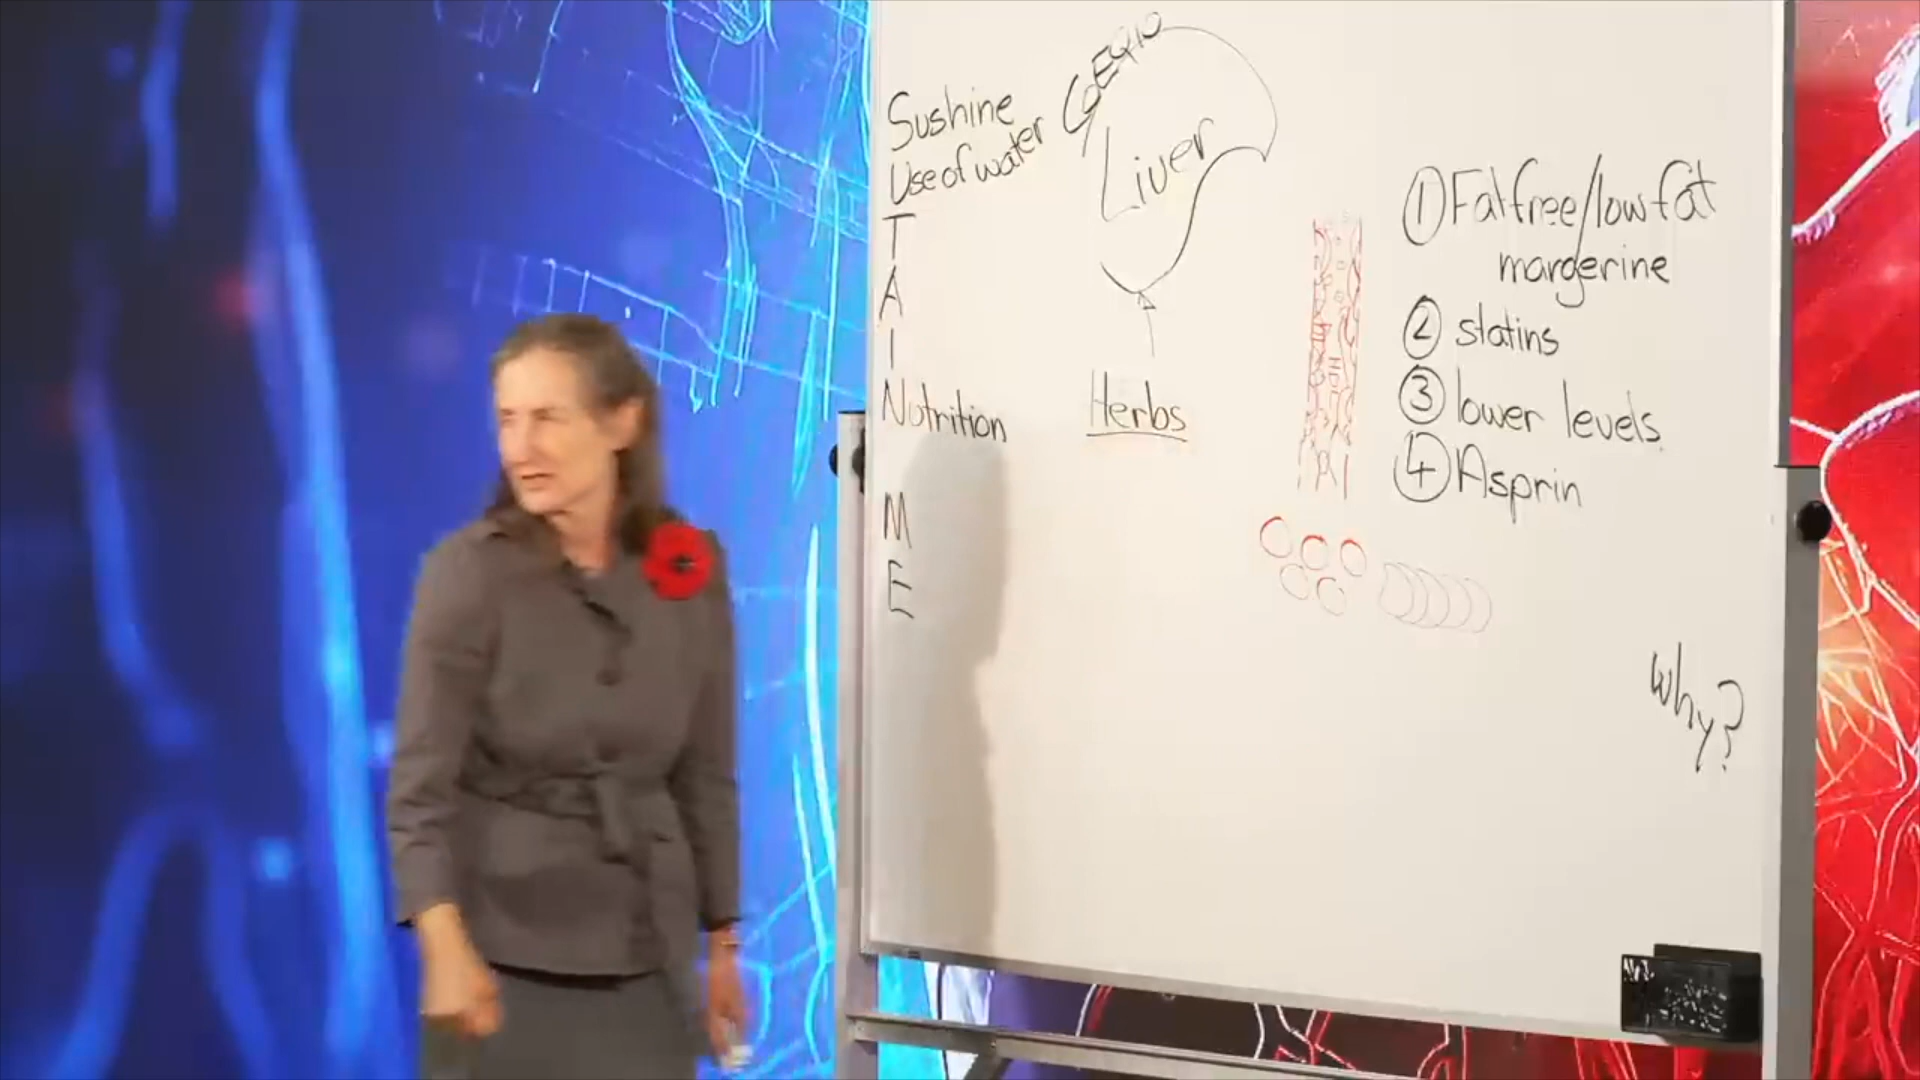 Sushine
Use of water
T
A
I
Nutrition
M
E
CoEQ10
Liver
Herbs
① Fat free/low fat
margerine
② statins
③ lower levels
④ Asprin
Why?